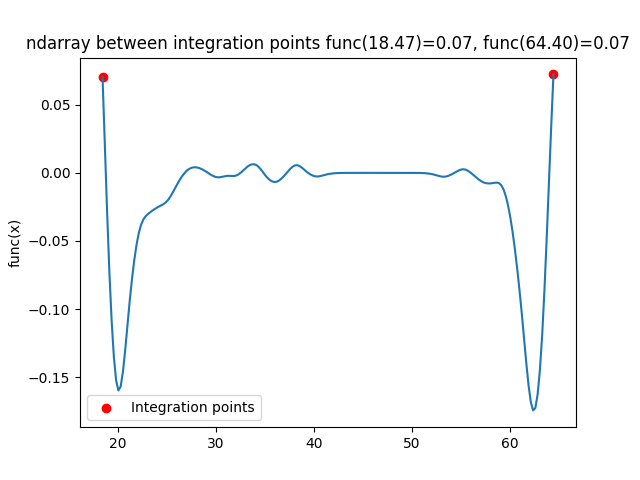 ndarray between integration points func(18.47)=0.07, func(64.40)=0.07
func(x)
0.05
0.00
−0.05
−0.10
−0.15
Integration points
20 30 40 50 60